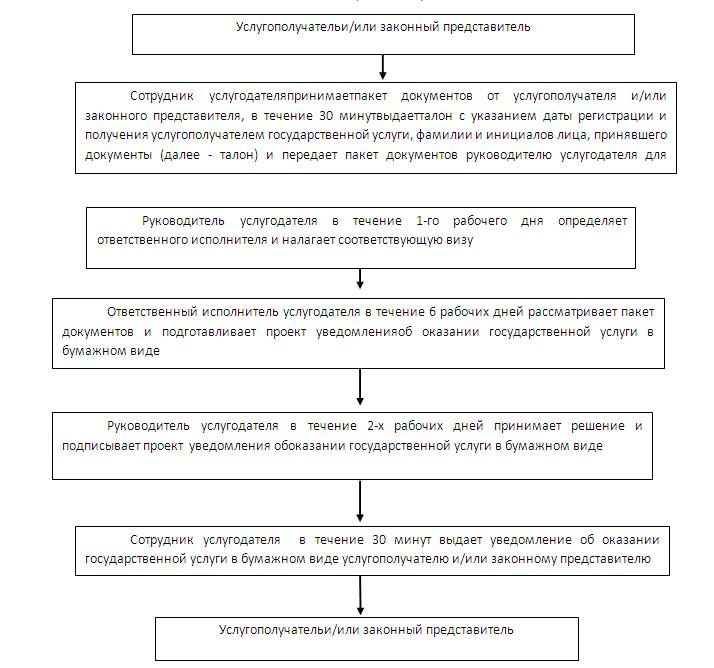 Услугополучательи/или законный представитель
Сотрудник услугодателяпринимаетпакет документов от услугополучателя и/или
законного представителя, в течение 30 минутвыдаетталон с указанием даты регистрации и
получения услугополучателем государственной услуги, фамилии и инициалов лица, принявшего
документы (далее - талон) и передает пакет документов руководителю услугодателя для
Руководитель услугодателя в течение 1-го рабочего дня определяет
ответственного исполнителя и налагает соответствующую визу
Ответственный исполнитель услугодателя в течение 6 рабочих дней рассматривает пакет
документов и подготавливает проект уведомленияоб оказании государственной услуги в
бумажном виде
Руководитель услугодателя в течение 2-х рабочих дней принимает решение и
подписывает проект уведомления обоказании государственной услуги в бумажном виде
Сотрудник услугодателя в течение 30 минут выдает уведомление об оказании
государственной услуги в бумажном виде услугополучателю и/или законному представителю
Услугополучательи/или законный представитель